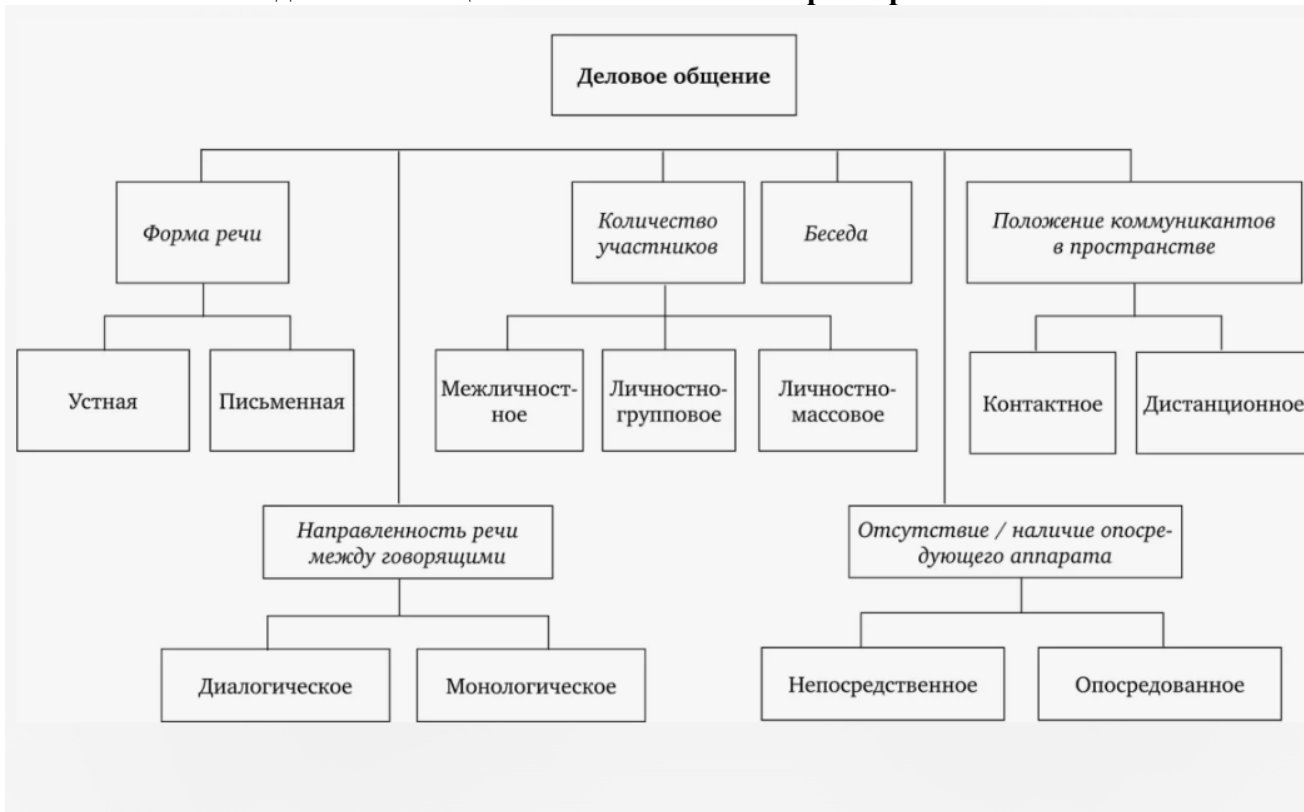 Деловое общение
Форма речи
Количество
участников
Беседа
Положение коммуникантов
в пространстве
Устная
Письменная
Межличност-
ное
Личностно-
групповое
Личностно-
массовое
Контактное
Дистанционное
Направленность речи
между говорящими
Отсутствие / наличие опосре-
дующего аппарата
Диалогическое
Монологическое
Непосредственное
Опосредованное